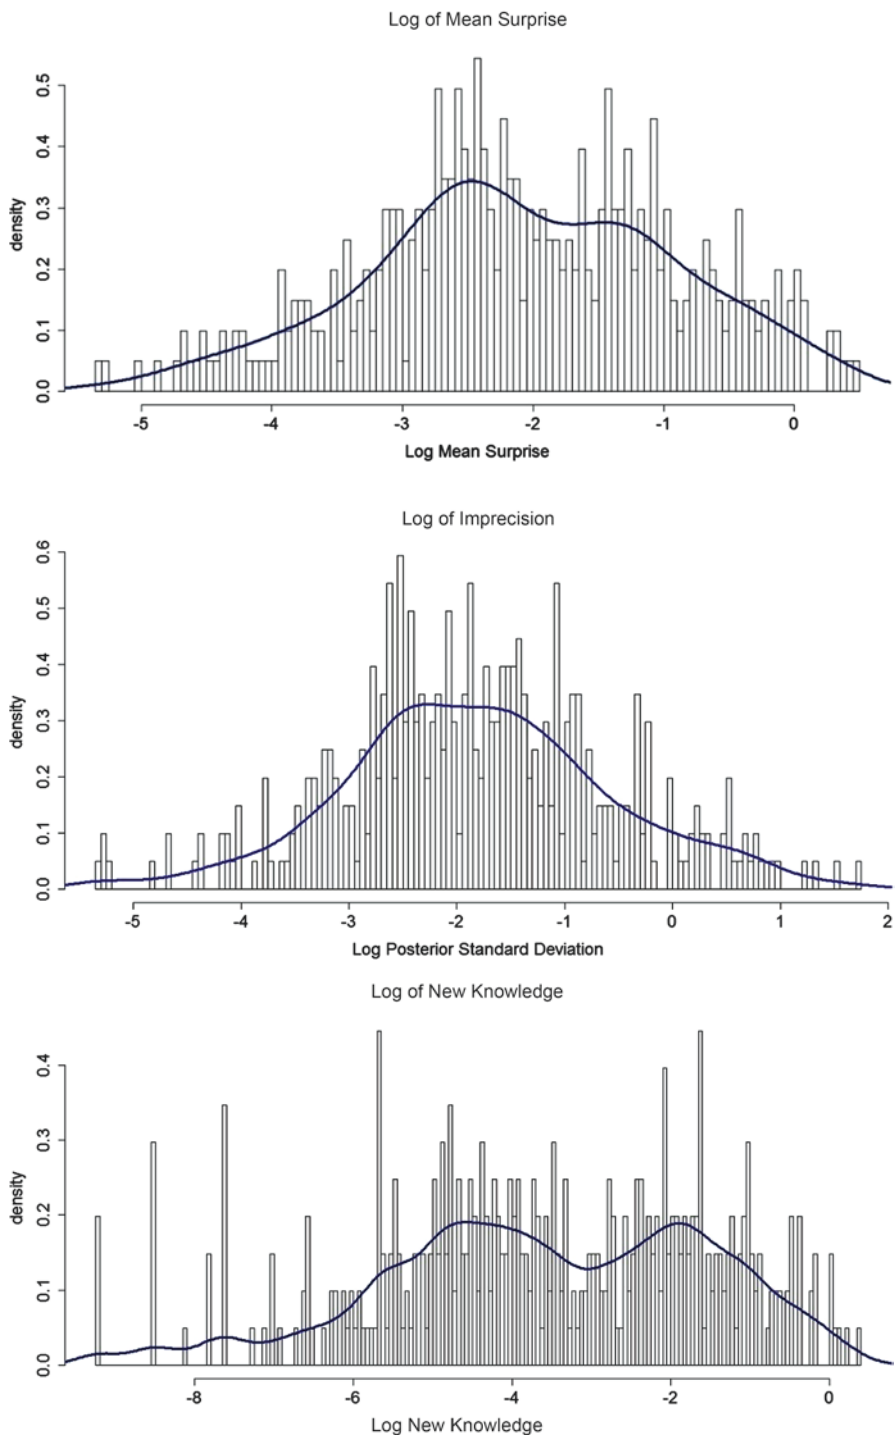 Log of Mean Surprise
density
0.0 0.1 0.2 0.3 0.4 0.5
-5 -4 -3 -2 -1 0
Log Mean Surprise
Log of Imprecision
density
0.0 0.1 0.2 0.3 0.4 0.5 0.6
-5 -4 -3 -2 -1 0 1 2
Log Posterior Standard Deviation
Log of New Knowledge
density
0.0 0.1 0.2 0.3 0.4
-8 -6 -4 -2 0
Log New Knowledge